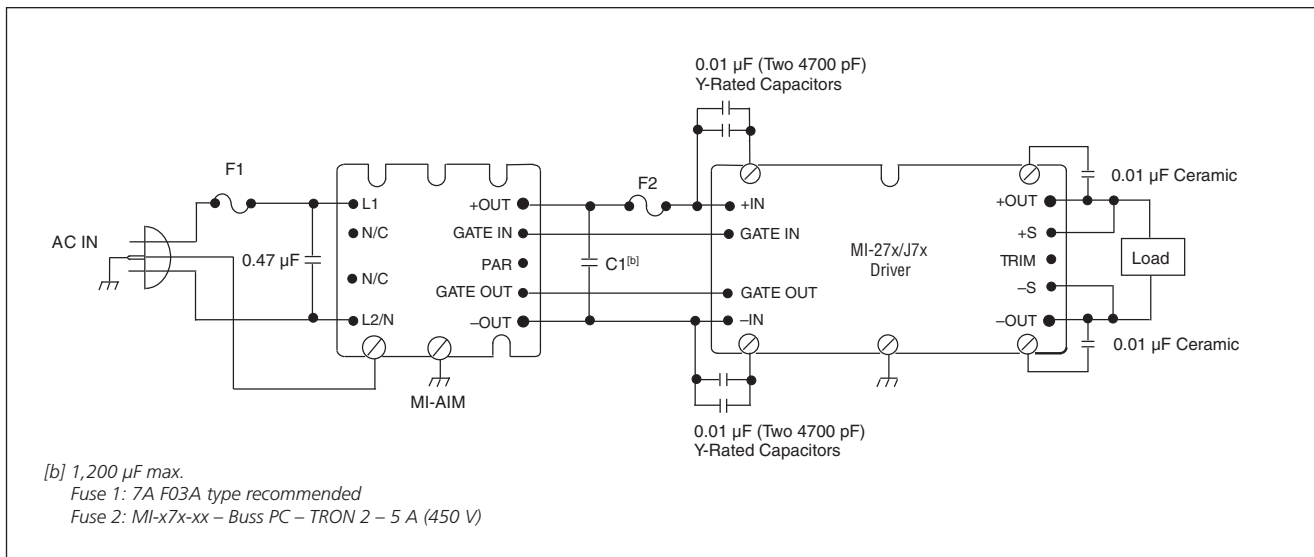 0.01 µF (Two 4700 pF)
Y-Rated Capacitors
F1
F2
0.01 µF Ceramic
AC IN
0.47 µF
L1
N/C
N/C
L2/N
+OUT
GATE IN
PAR
GATE OUT
–OUT
C1[b]
MI-AIM
+IN
GATE IN
GATE OUT
–IN
MI-27x/J7x
Driver
+OUT
+S
TRIM
–S
–OUT
Load
0.01 µF Ceramic
0.01 µF (Two 4700 pF)
Y-Rated Capacitors
[b] 1,200 µF max.
Fuse 1: 7A F03A type recommended
Fuse 2: MI-x7x-xx – Buss PC – TRON 2 – 5 A (450 V)